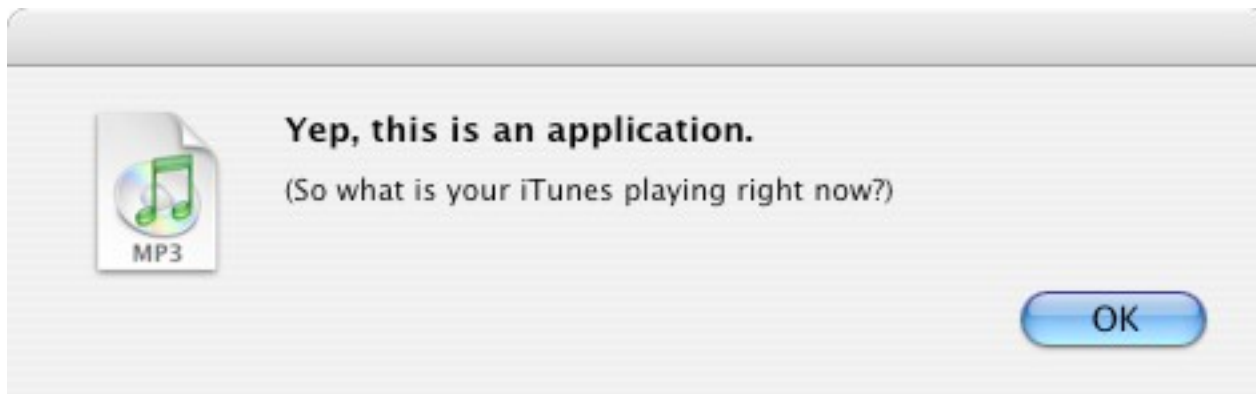 Yep, this is an application.
(So what is your iTunes playing right now?)
MP3
OK